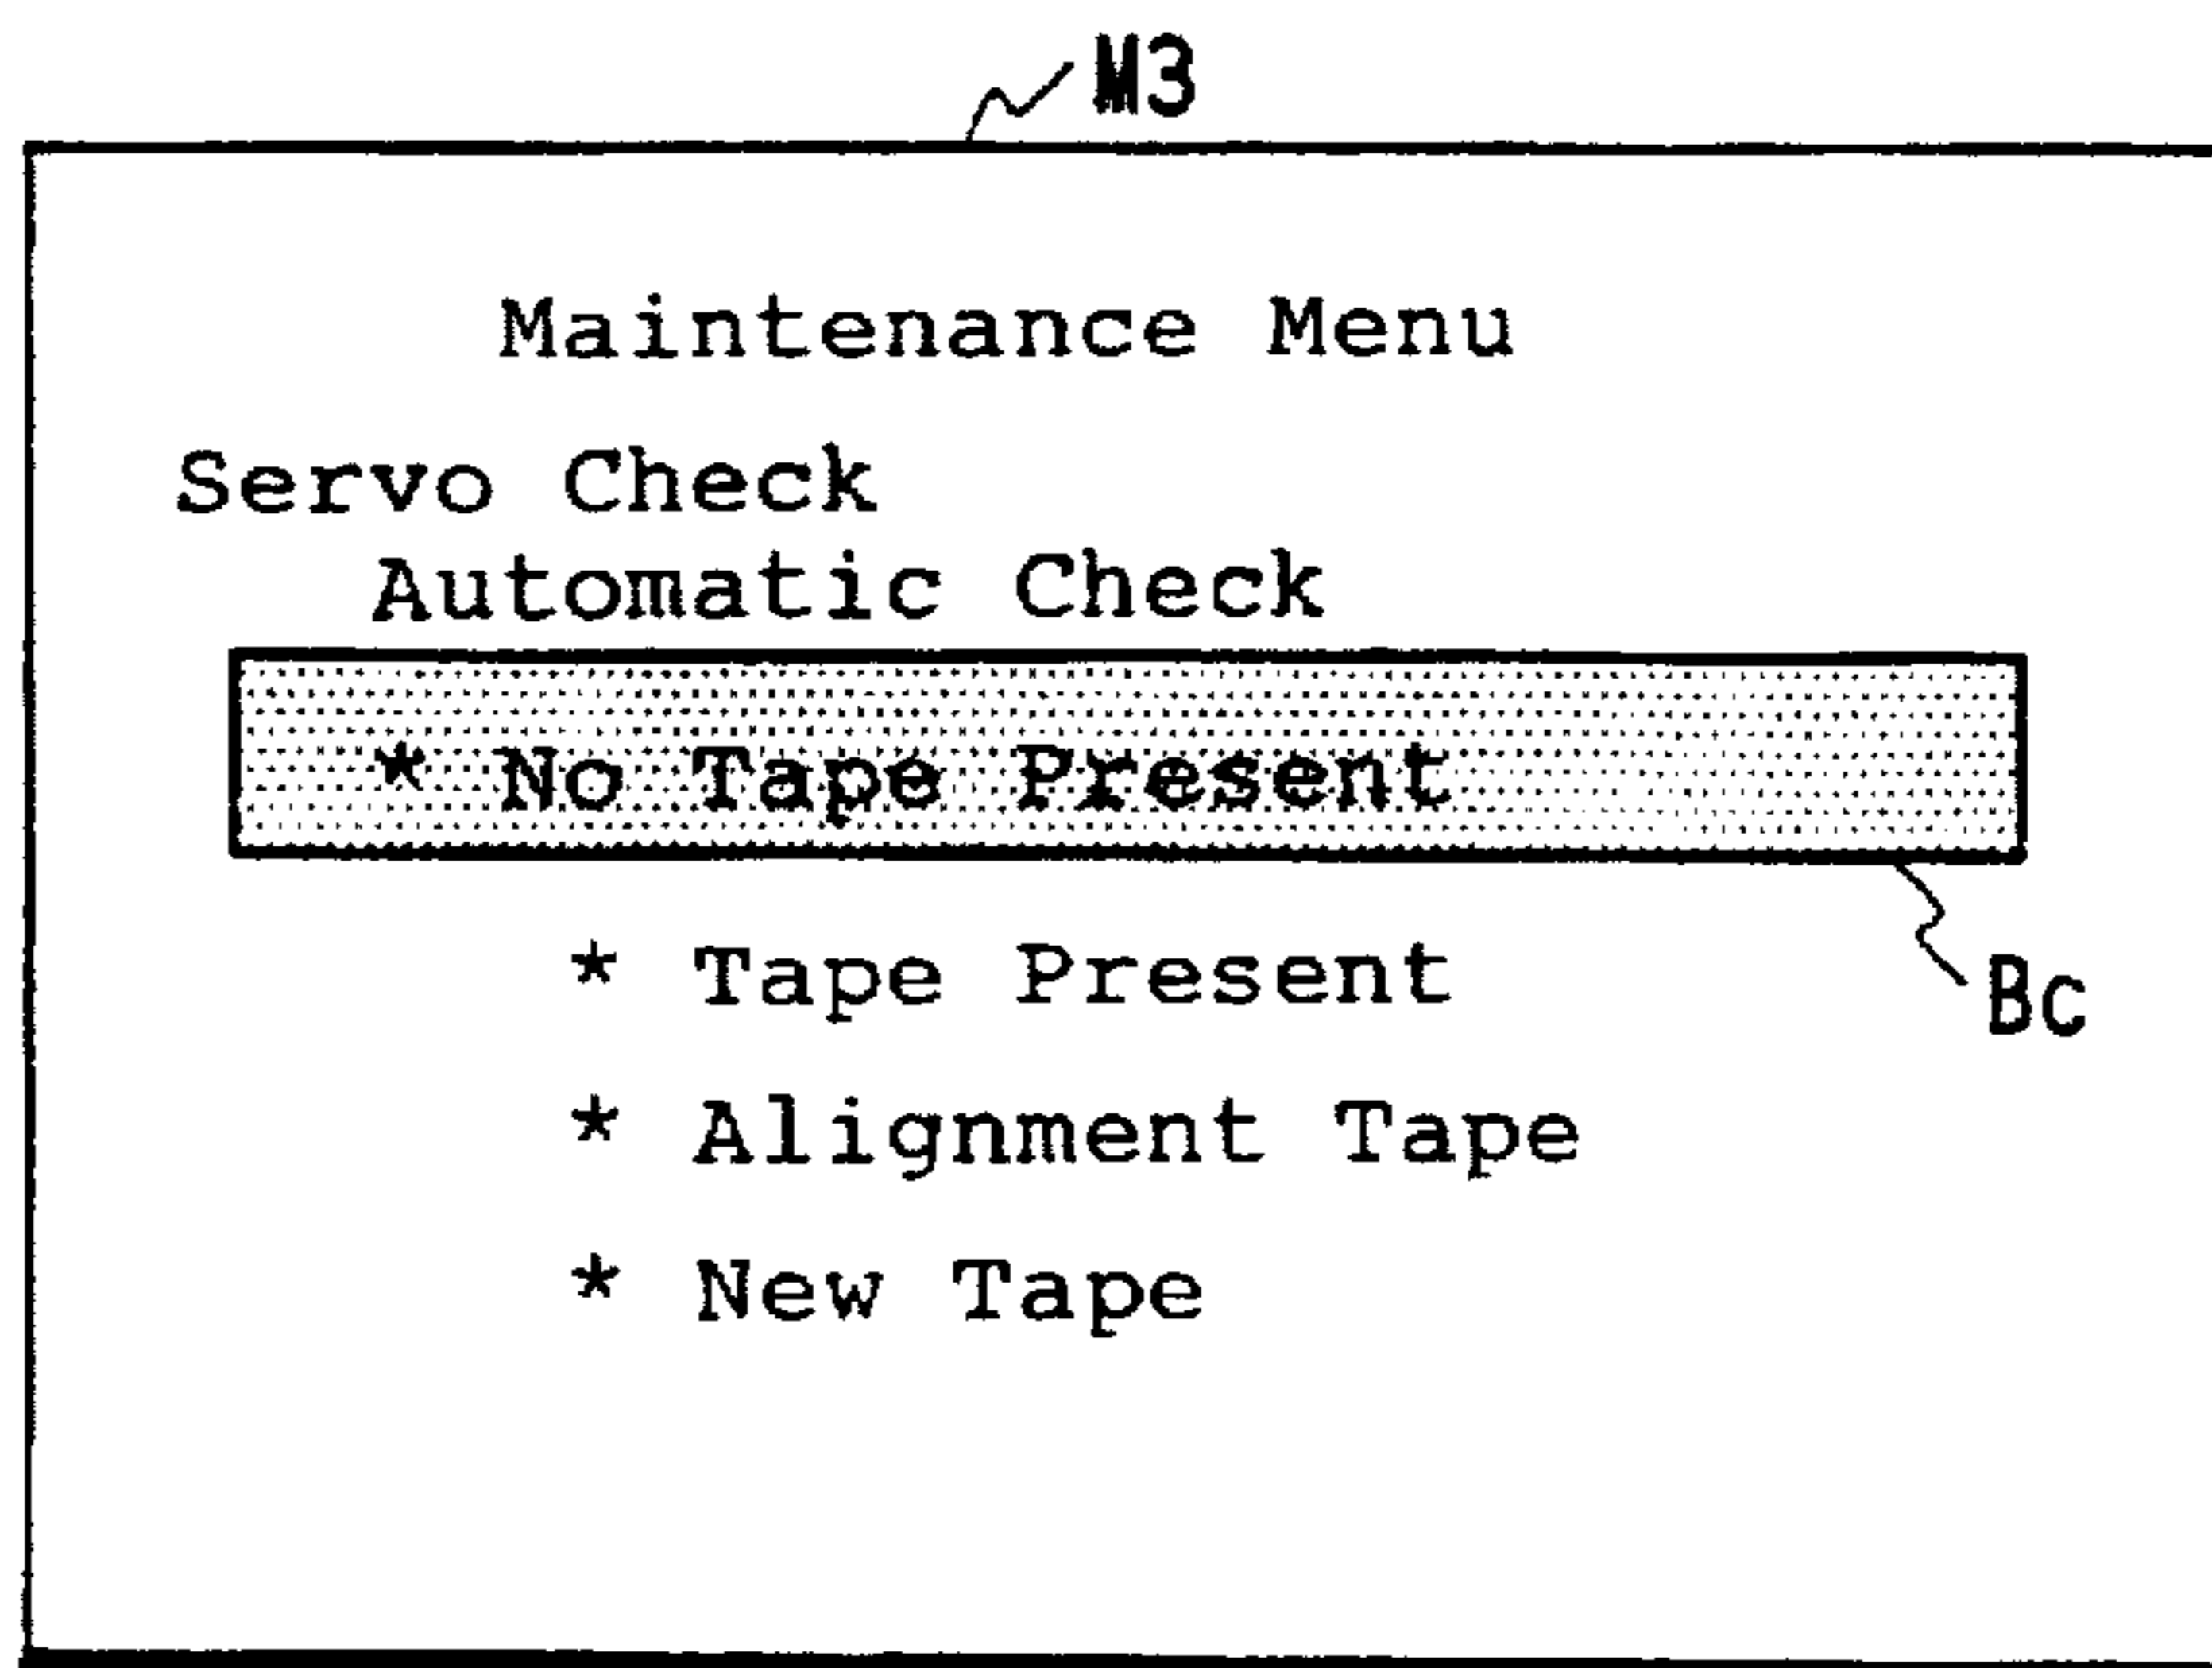 M3
Maintenance Menu
Servo Check
Automatic Check
* No Tape Present
* Tape Present
BC
* Alignment Tape
* New Tape